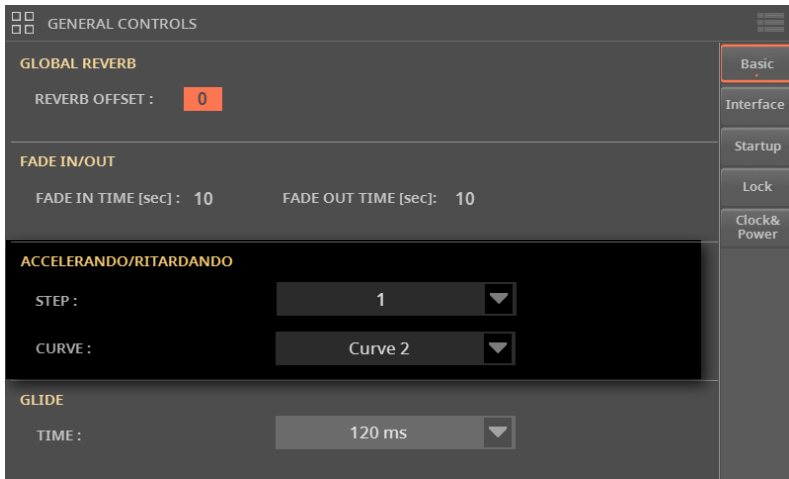 GENERAL CONTROLS
GLOBAL REVERB
REVERB OFFSET : 0
FADE IN/OUT
FADE IN TIME [sec] : 10 FADE OUT TIME [sec]: 10
ACCELERANDO/RITARDANDO
STEP : 1
CURVE : Curve 2
GLIDE
TIME : 120 ms
Basic
Interface
Startup
Lock
Clock&
Power